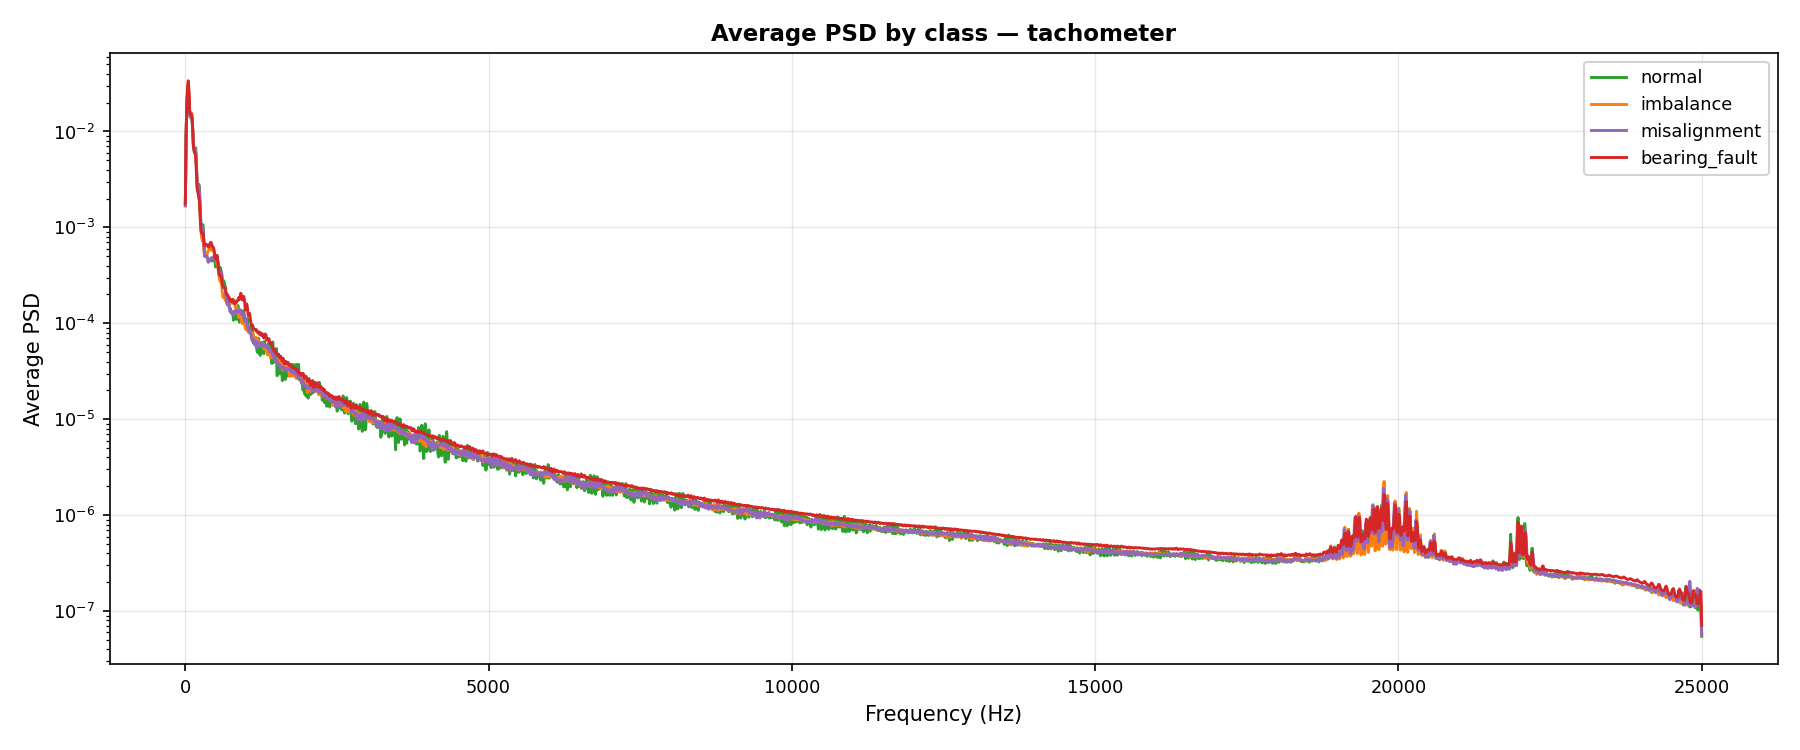 Average PSD by class — tachometer
normal
imbalance
misalignment
bearing_fault
Average PSD
10⁻²
10⁻³
10⁻⁴
10⁻⁵
10⁻⁶
10⁻⁷
0 5000 10000 15000 20000 25000
Frequency (Hz)